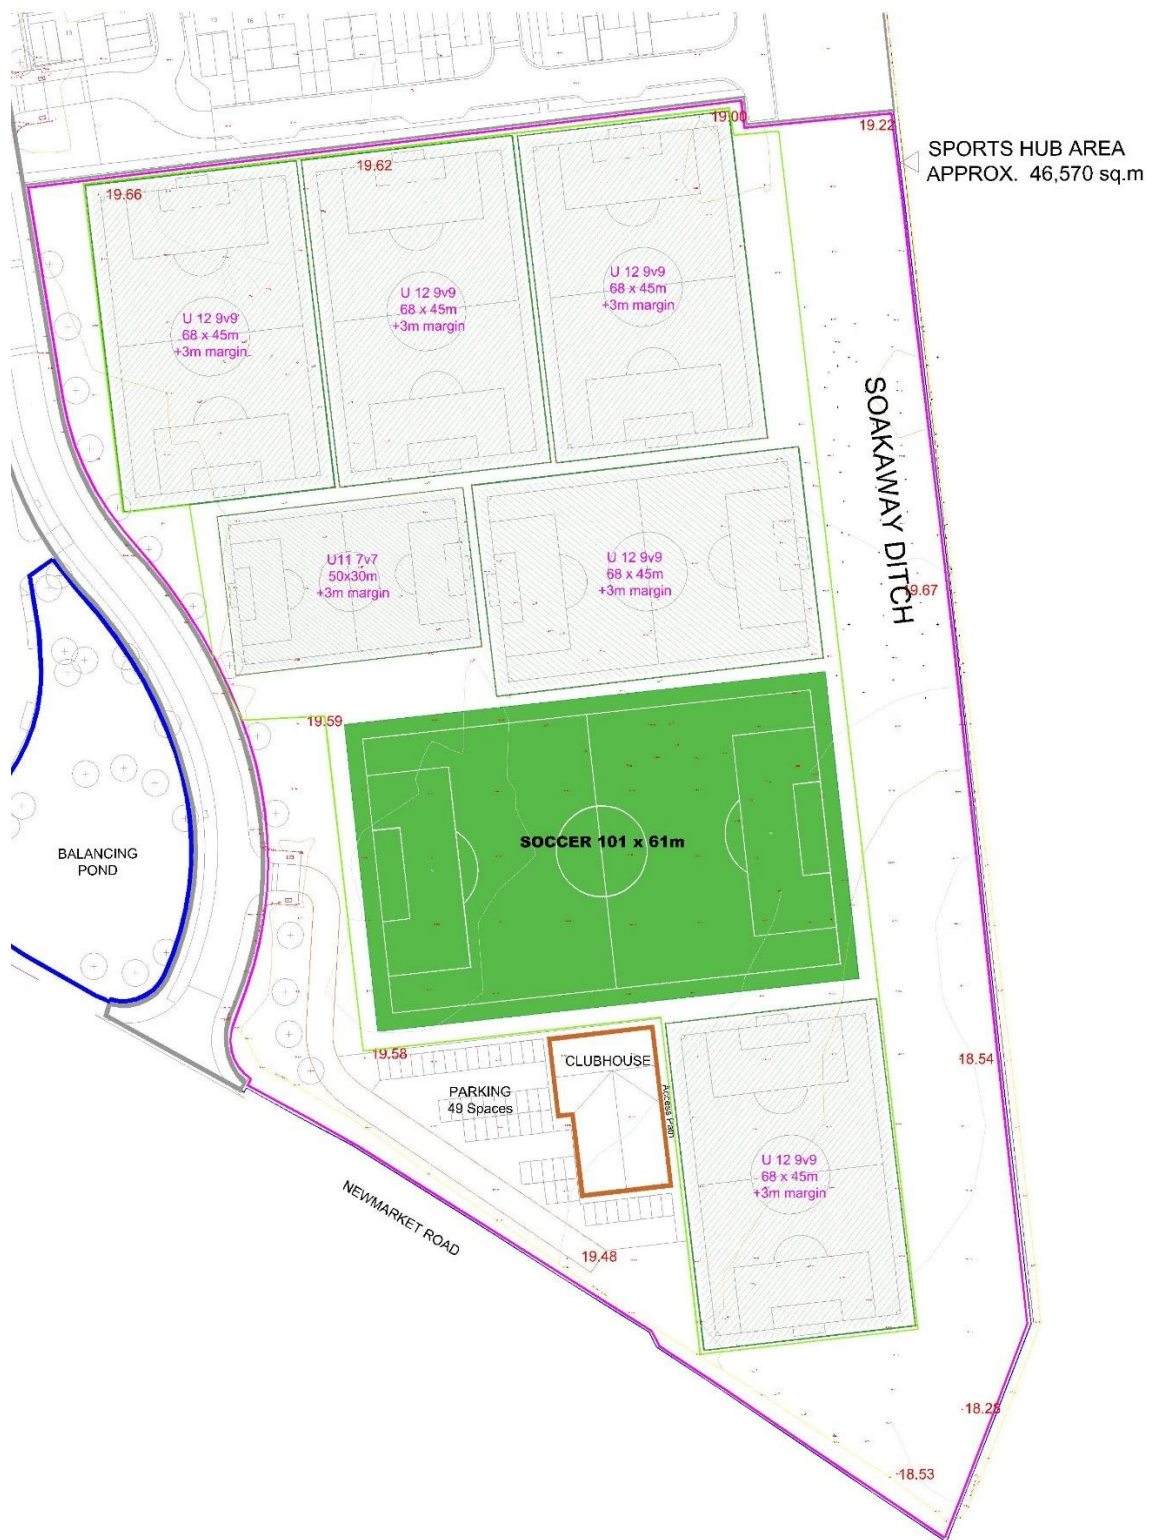 19.00
19.22
SPORTS HUB AREA
APPROX. 46,570 sq.m
19.62
19.66
U 12 9v9
68 x 45m
+3m margin
U 12 9v9
68 x 45m
+3m margin
U 12 9v9
68 x 45m
+3m margin
SOAKAWAY DITCH
U11 7v7
50x30m
+3m margin
U 12 9v9
68 x 45m
+3m margin
19.67
19.59
SOCCER 101 x 61m
BALANCING
POND
19.58
CLUBHOUSE
18.54
PARKING
49 Spaces
Access Path
U 12 9v9
68 x 45m
+3m margin
NEWMARKET ROAD
19.48
18.28
18.53